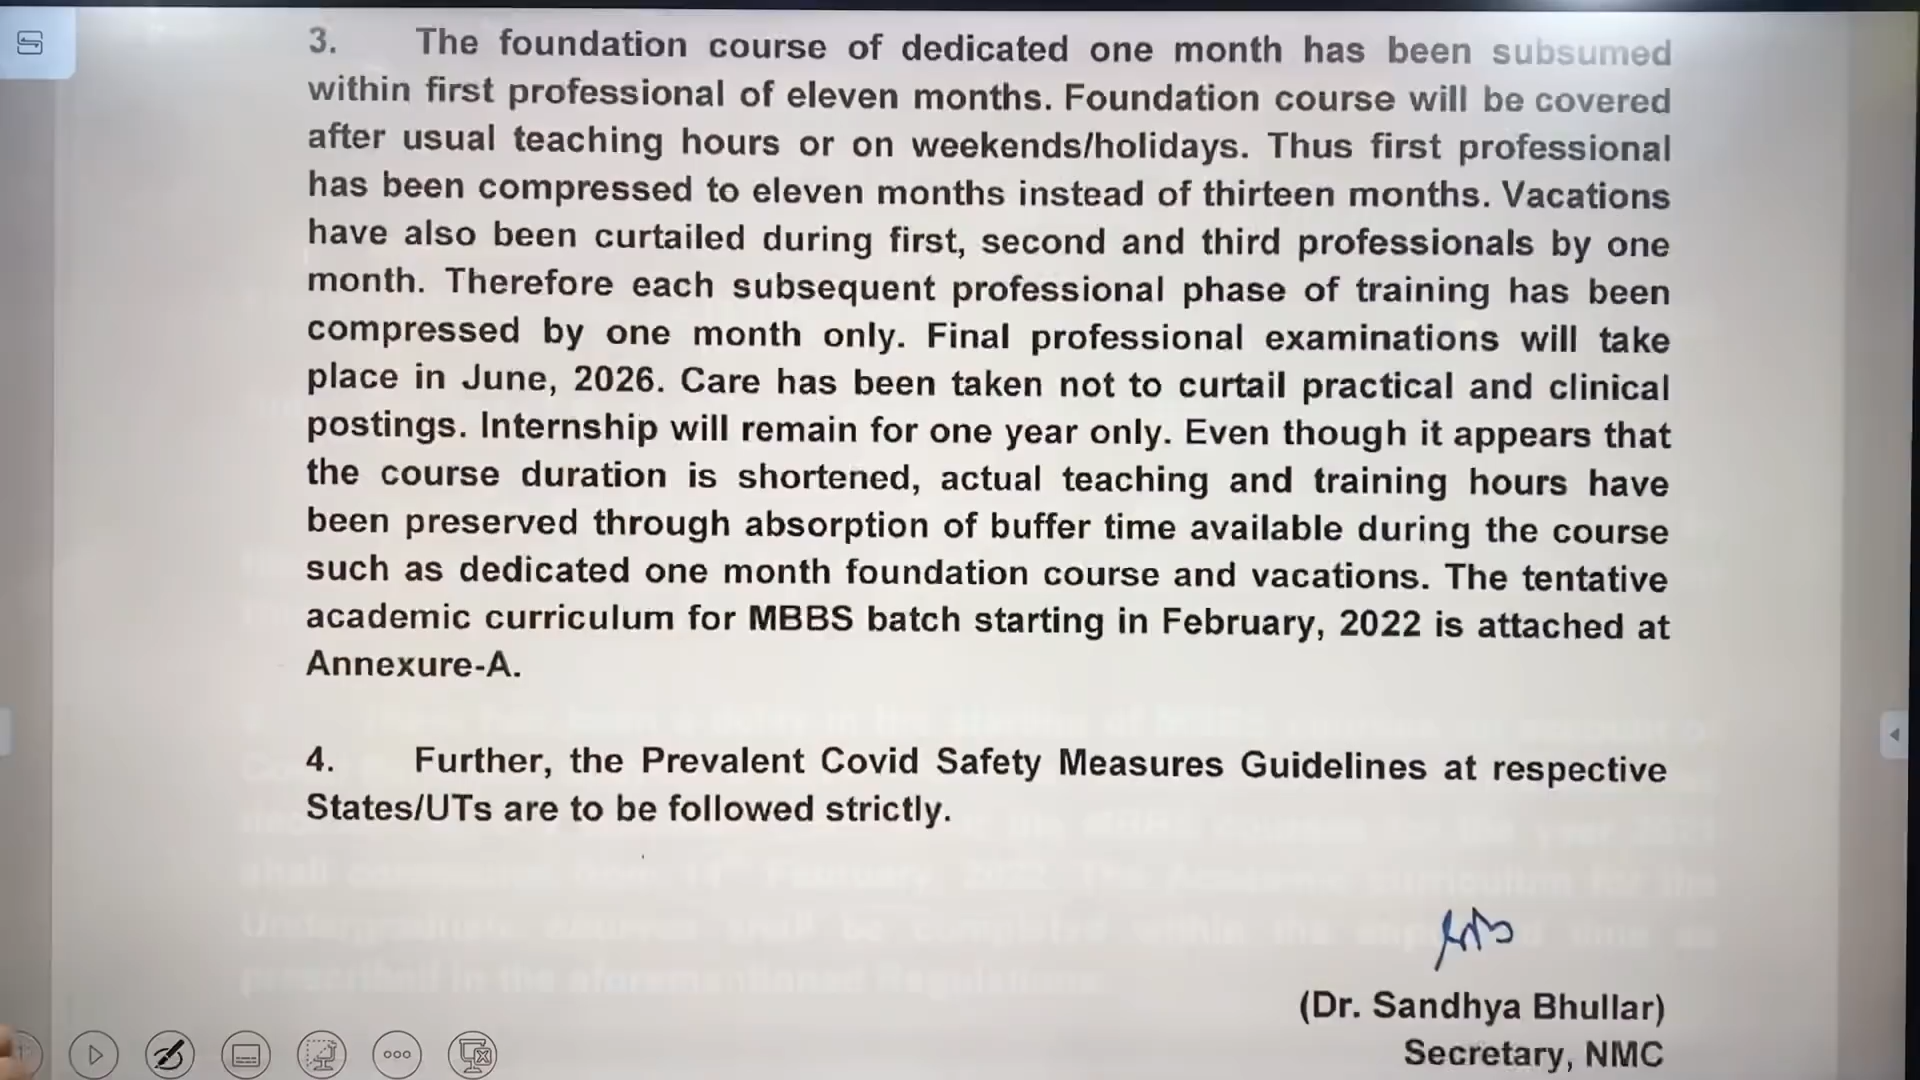 3. The foundation course of dedicated one month has been subsumed
within first professional of eleven months. Foundation course will be covered
after usual teaching hours or on weekends/holidays. Thus first professional
has been compressed to eleven months instead of thirteen months. Vacations
have also been curtailed during first, second and third professionals by one
month. Therefore each subsequent professional phase of training has been
compressed by one month only. Final professional examinations will take
place in June, 2026. Care has been taken not to curtail practical and clinical
postings. Internship will remain for one year only. Even though it appears that
the course duration is shortened, actual teaching and training hours have
been preserved through absorption of buffer time available during the course
such as dedicated one month foundation course and vacations. The tentative
academic curriculum for MBBS batch starting in February, 2022 is attached at
Annexure-A.
4. Further, the Prevalent Covid Safety Measures Guidelines at respective
States/UTs are to be followed strictly.
(Dr. Sandhya Bhullar)
Secretary, NMC